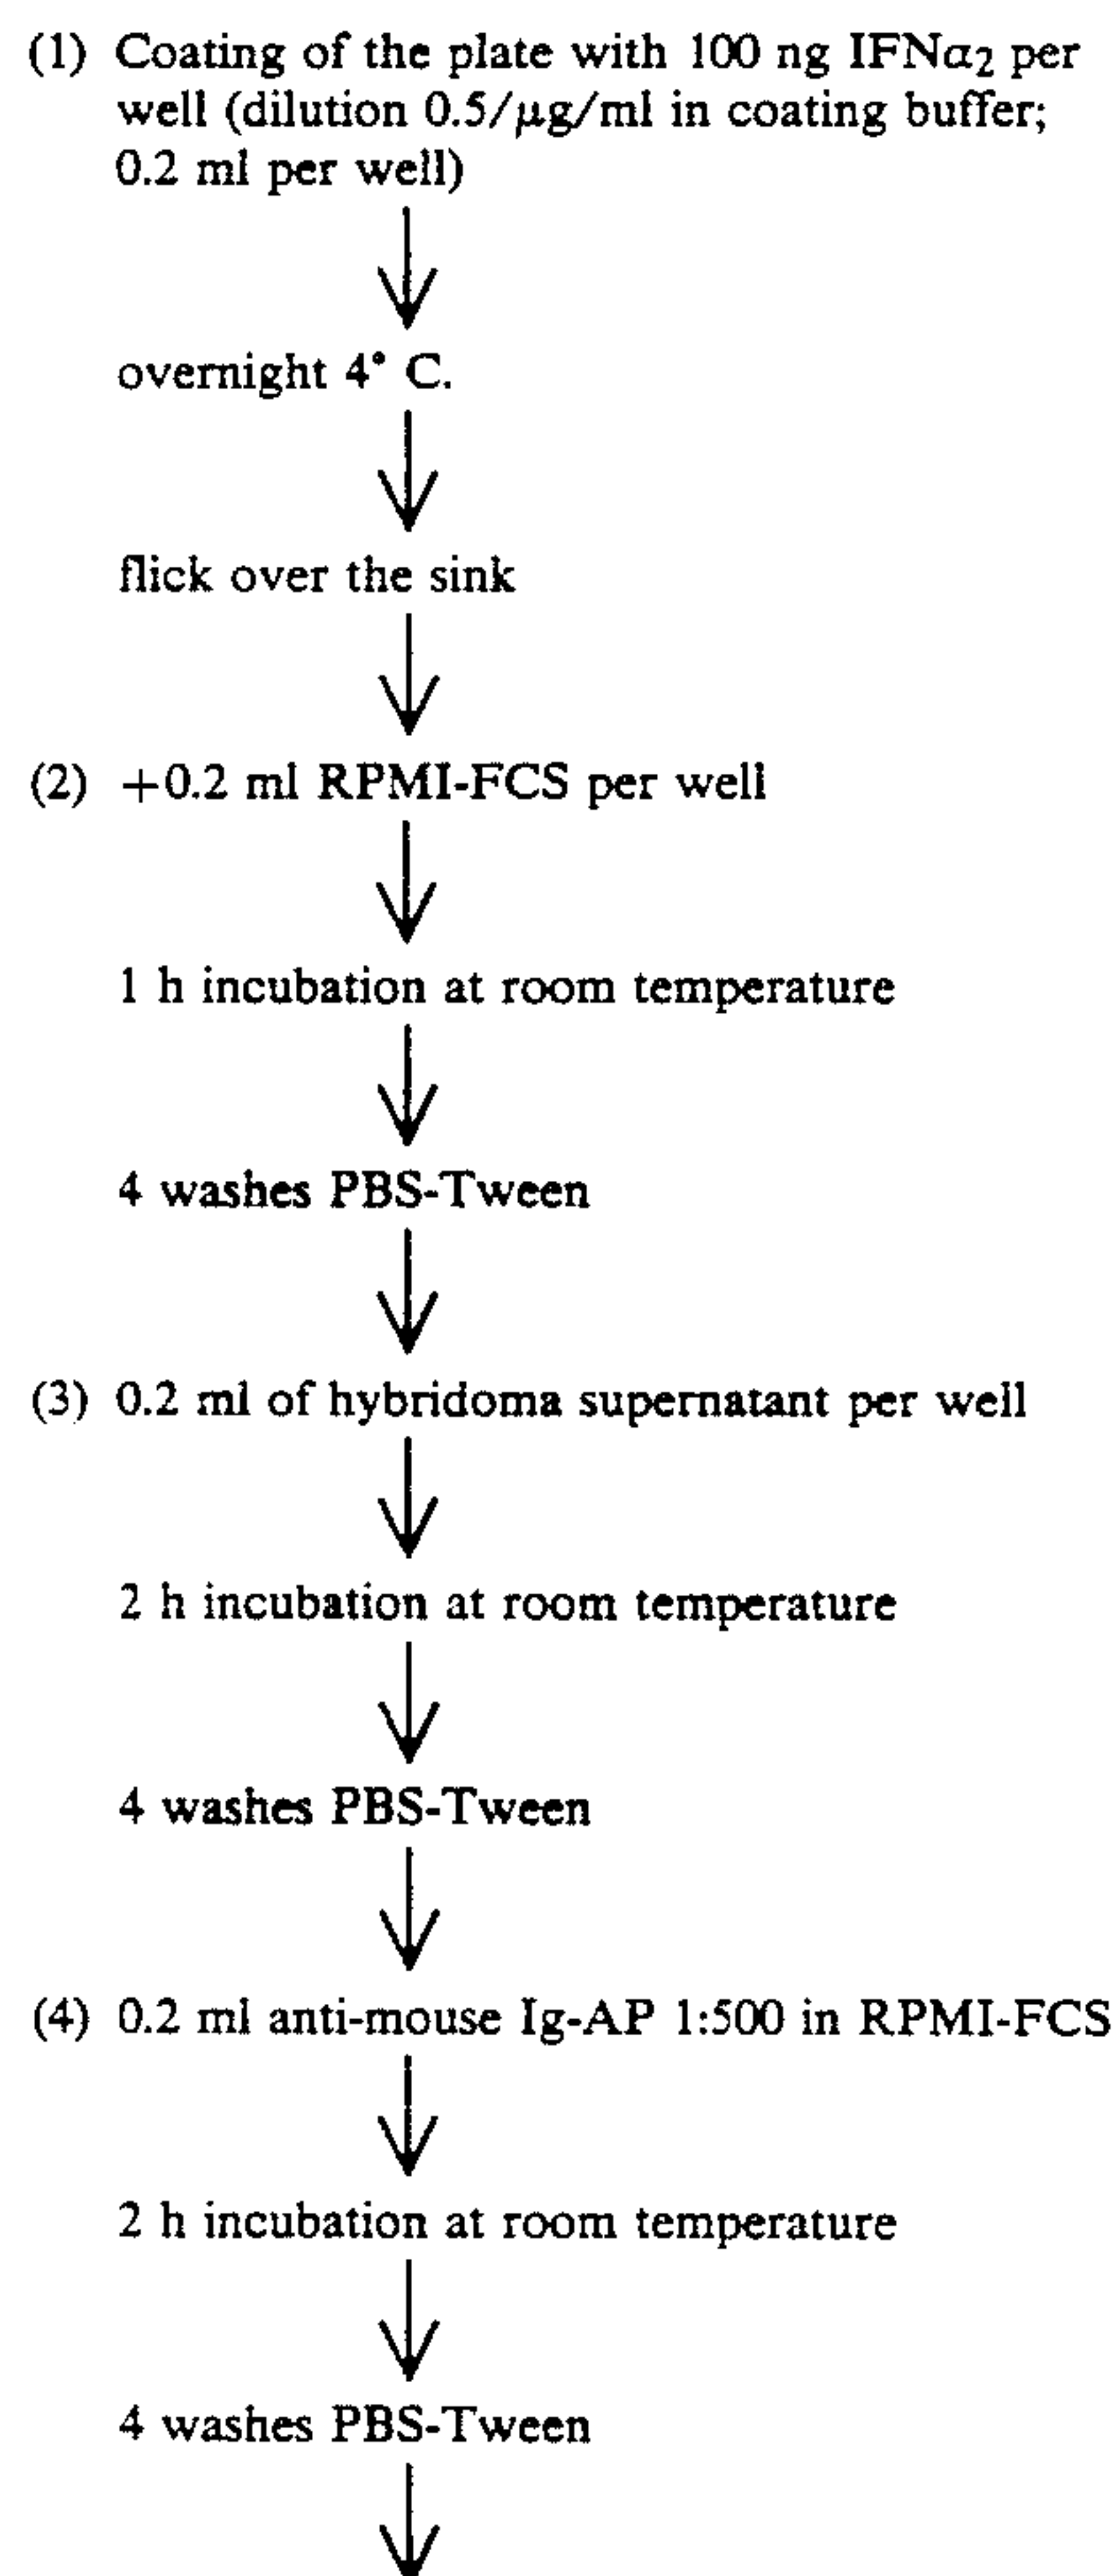 (1) Coating of the plate with 100 ng IFNα₂ per
well (dilution 0.5/μg/ml in coating buffer;
0.2 ml per well)
overnight 4° C.
flick over the sink
(2) +0.2 ml RPMI-FCS per well
1 h incubation at room temperature
4 washes PBS-Tween
(3) 0.2 ml of hybridoma supernatant per well
2 h incubation at room temperature
4 washes PBS-Tween
(4) 0.2 ml anti-mouse Ig-AP 1:500 in RPMI-FCS
2 h incubation at room temperature
4 washes PBS-Tween